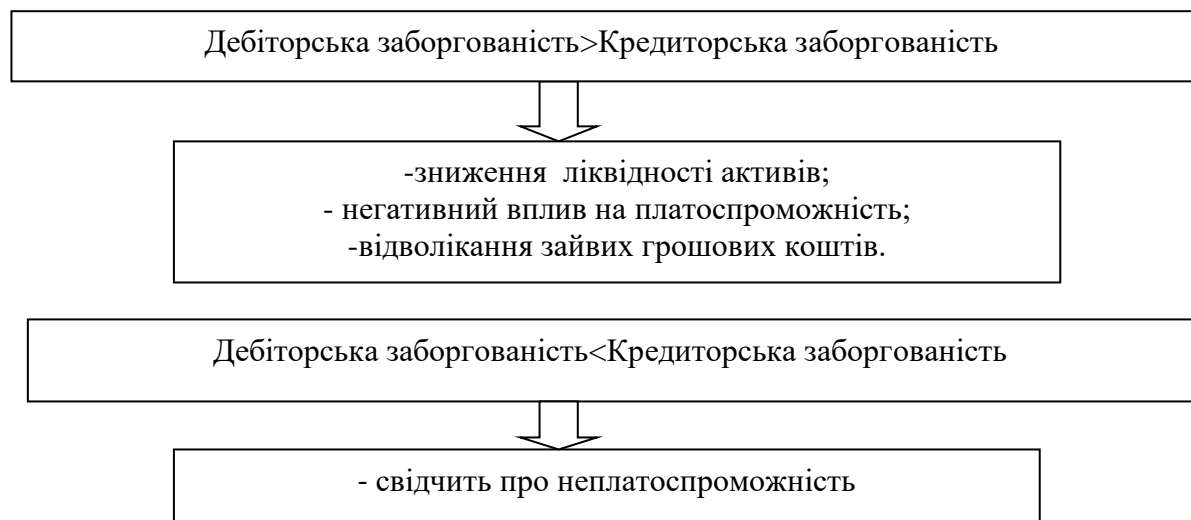 Дебіторська заборгованість>Кредиторська заборгованість
-зниження ліквідності активів;
- негативний вплив на платоспроможність;
-відволікання зайвих грошових коштів.
Дебіторська заборгованість<Кредиторська заборгованість
- свідчить про неплатоспроможність